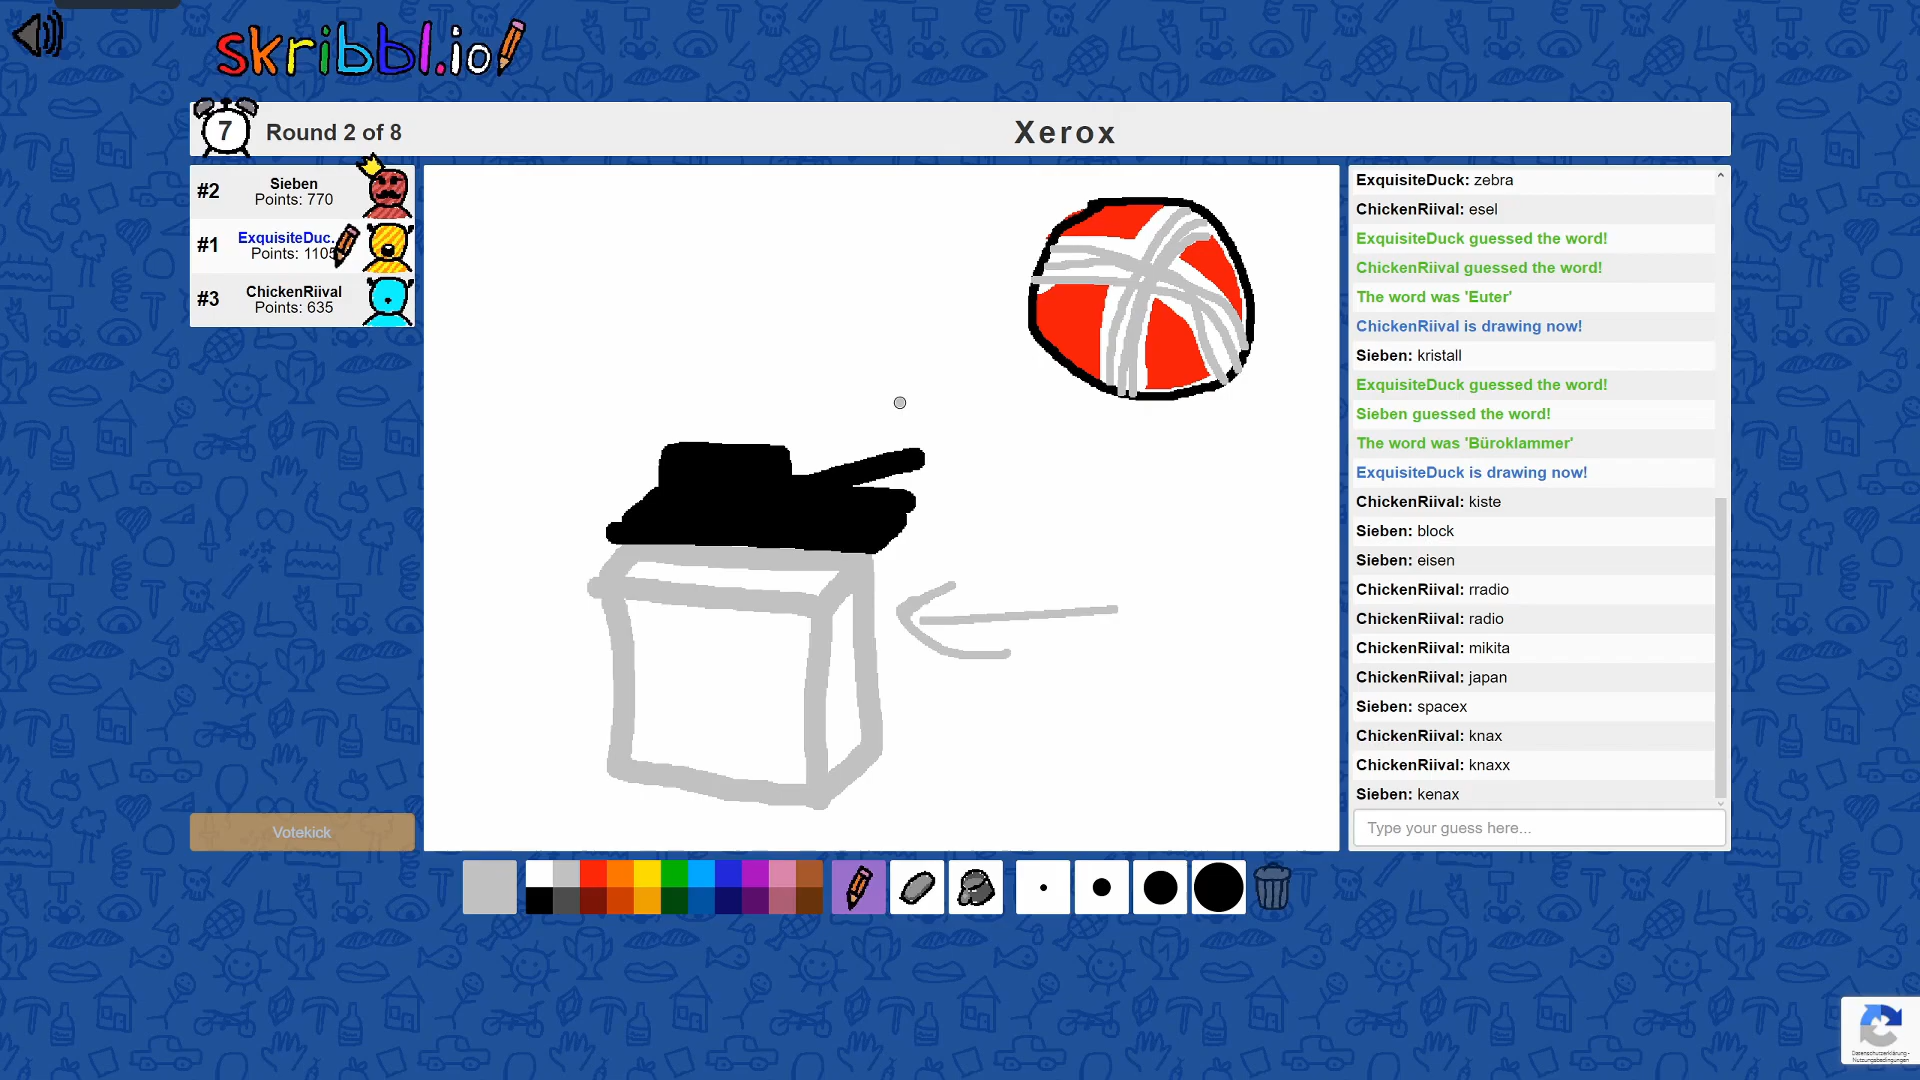 skribbl.io
7
Round 2 of 8
Xerox
#2
Sieben
Points: 770
#1
ExquisiteDuc...
Points: 1105
#3
ChickenRiival
Points: 635
ExquisiteDuck: zebra
ChickenRiival: esel
ExquisiteDuck guessed the word!
ChickenRiival guessed the word!
The word was 'Euter'
ChickenRiival is drawing now!
Sieben: kristall
ExquisiteDuck guessed the word!
Sieben guessed the word!
The word was 'Büroklammer'
ExquisiteDuck is drawing now!
ChickenRiival: kiste
Sieben: block
Sieben: eisen
ChickenRiival: rradio
ChickenRiival: radio
ChickenRiival: mikita
ChickenRiival: japan
Sieben: spacex
ChickenRiival: knax
ChickenRiival: knaxx
Sieben: kenax
Votekick
Type your guess here...
Datenschutzerklärung -
Nutzungsbedingungen